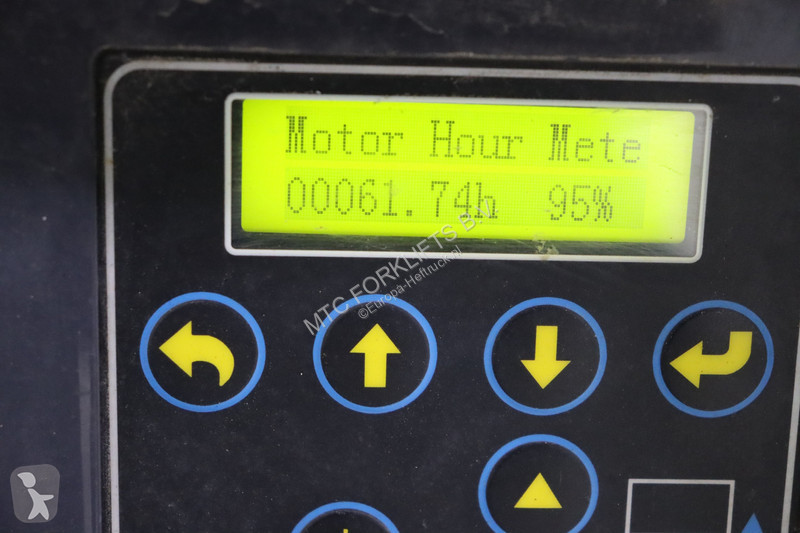 Motor Hour Mete
00061.74h 95%
MTC FORKLIFTS B.V.
©Europa-Heftruck.nl